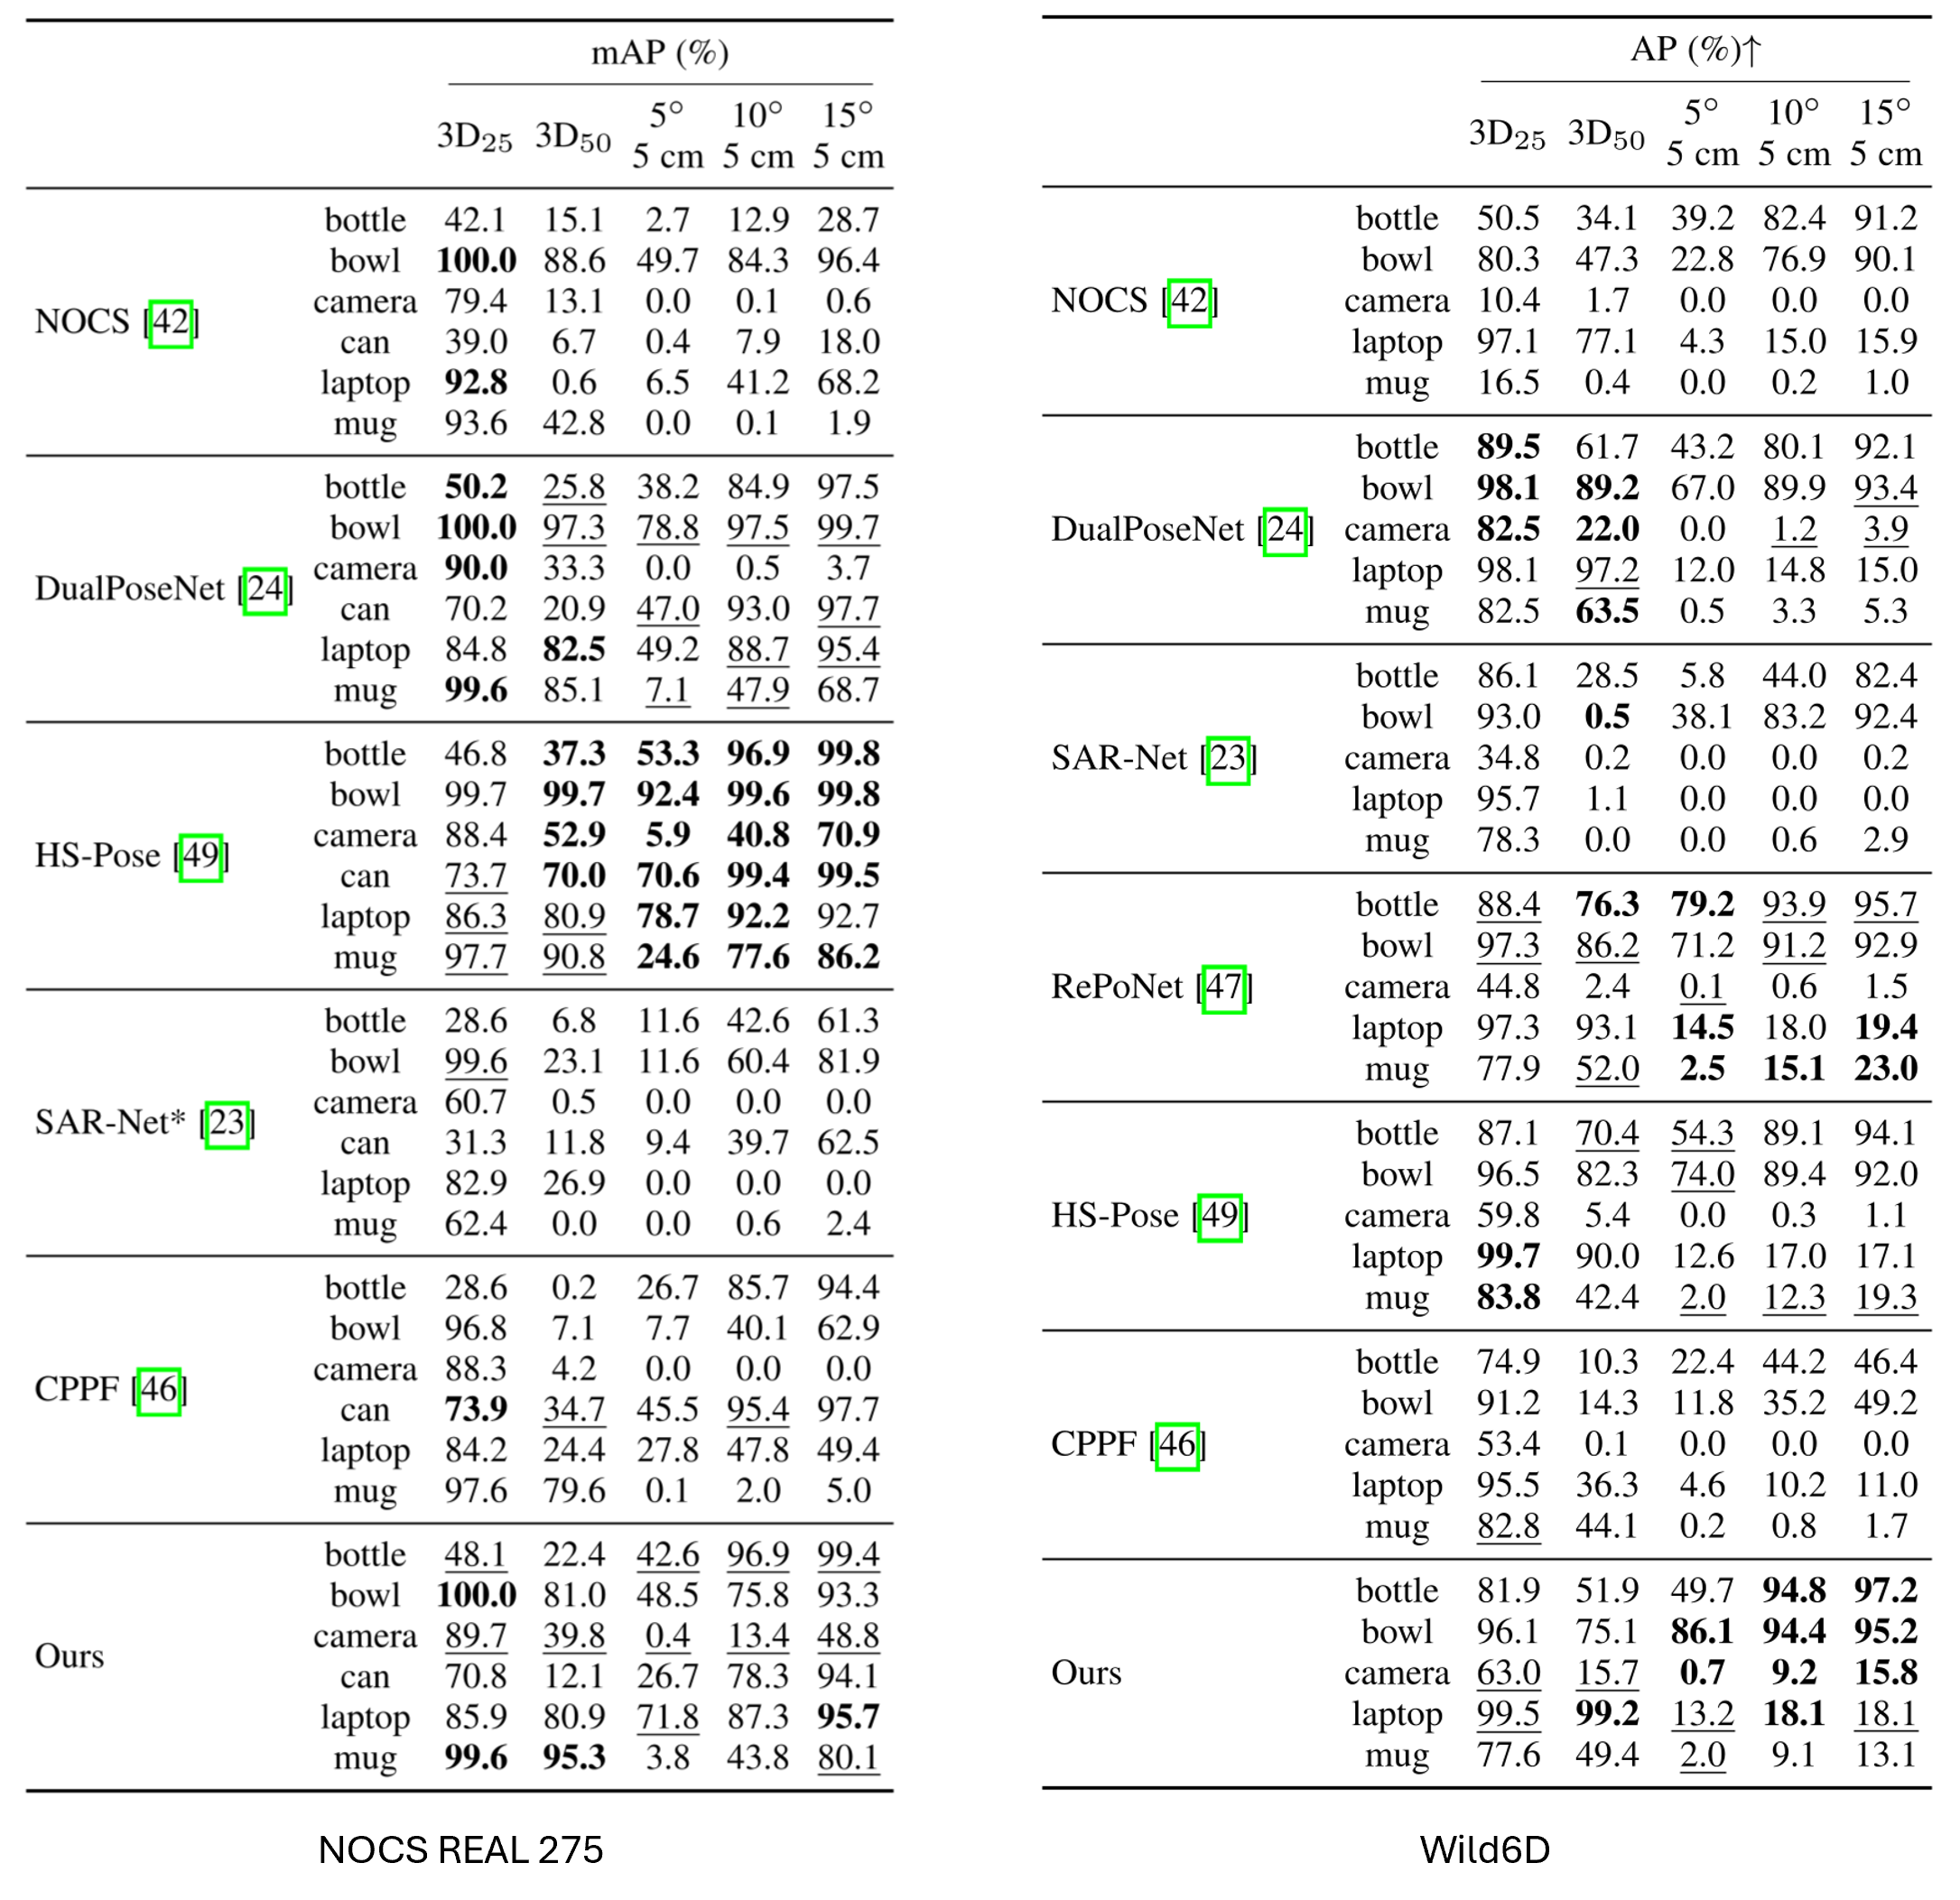 mAP (%)
3D25 3D50 5° 10° 15°
5 cm 5 cm 5 cm
NOCS [42]
bottle 42.1 15.1 2.7 12.9 28.7
bowl 100.0 88.6 49.7 84.3 96.4
camera 79.4 13.1 0.0 0.1 0.6
can 39.0 6.7 0.4 7.9 18.0
laptop 92.8 0.6 6.5 41.2 68.2
mug 93.6 42.8 0.0 0.1 1.9
DualPoseNet [24]
bottle 50.2 25.8 38.2 84.9 97.5
bowl 100.0 97.3 78.8 97.5 99.7
camera 90.0 33.3 0.0 0.5 3.7
can 70.2 20.9 47.0 93.0 97.7
laptop 84.8 82.5 49.2 88.7 95.4
mug 99.6 85.1 7.1 47.9 68.7
HS-Pose [49]
bottle 46.8 37.3 53.3 96.9 99.8
bowl 99.7 99.7 92.4 99.6 99.8
camera 88.4 52.9 5.9 40.8 70.9
can 73.7 70.0 70.6 99.4 99.5
laptop 86.3 80.9 78.7 92.2 92.7
mug 97.7 90.8 24.6 77.6 86.2
SAR-Net* [23]
bottle 28.6 6.8 11.6 42.6 61.3
bowl 99.6 23.1 11.6 60.4 81.9
camera 60.7 0.5 0.0 0.0 0.0
can 31.3 11.8 9.4 39.7 62.5
laptop 82.9 26.9 0.0 0.0 0.0
mug 62.4 0.0 0.0 0.6 2.4
CPPF [46]
bottle 28.6 0.2 26.7 85.7 94.4
bowl 96.8 7.1 7.7 40.1 62.9
camera 88.3 4.2 0.0 0.0 0.0
can 73.9 34.7 45.5 95.4 97.7
laptop 84.2 24.4 27.8 47.8 49.4
mug 97.6 79.6 0.1 2.0 5.0
Ours
bottle 48.1 22.4 42.6 96.9 99.4
bowl 100.0 81.0 48.5 75.8 93.3
camera 89.7 39.8 0.4 13.4 48.8
can 70.8 12.1 26.7 78.3 94.1
laptop 85.9 80.9 71.8 87.3 95.7
mug 99.6 95.3 3.8 43.8 80.1
NOCS REAL 275
AP (%)↑
3D25 3D50 5° 10° 15°
5 cm 5 cm 5 cm
NOCS [42]
bottle 50.5 34.1 39.2 82.4 91.2
bowl 80.3 47.3 22.8 76.9 90.1
camera 10.4 1.7 0.0 0.0 0.0
laptop 97.1 77.1 4.3 15.0 15.9
mug 16.5 0.4 0.0 0.2 1.0
DualPoseNet [24]
bottle 89.5 61.7 43.2 80.1 92.1
bowl 98.1 89.2 67.0 89.9 93.4
camera 82.5 22.0 0.0 1.2 3.9
laptop 98.1 97.2 12.0 14.8 15.0
mug 82.5 63.5 0.5 3.3 5.3
SAR-Net [23]
bottle 86.1 28.5 5.8 44.0 82.4
bowl 93.0 0.5 38.1 83.2 92.4
camera 34.8 0.2 0.0 0.0 0.2
laptop 95.7 1.1 0.0 0.0 0.0
mug 78.3 0.0 0.0 0.6 2.9
RePoNet [47]
bottle 88.4 76.3 79.2 93.9 95.7
bowl 97.3 86.2 71.2 91.2 92.9
camera 44.8 2.4 0.1 0.6 1.5
laptop 97.3 93.1 14.5 18.0 19.4
mug 77.9 52.0 2.5 15.1 23.0
HS-Pose [49]
bottle 87.1 70.4 54.3 89.1 94.1
bowl 96.5 82.3 74.0 89.4 92.0
camera 59.8 5.4 0.0 0.3 1.1
laptop 99.7 90.0 12.6 17.0 17.1
mug 83.8 42.4 2.0 12.3 19.3
CPPF [46]
bottle 74.9 10.3 22.4 44.2 46.4
bowl 91.2 14.3 11.8 35.2 49.2
camera 53.4 0.1 0.0 0.0 0.0
laptop 95.5 36.3 4.6 10.2 11.0
mug 82.8 44.1 0.2 0.8 1.7
Ours
bottle 81.9 51.9 49.7 94.8 97.2
bowl 96.1 75.1 86.1 94.4 95.2
camera 63.0 15.7 0.7 9.2 15.8
laptop 99.5 99.2 13.2 18.1 18.1
mug 77.6 49.4 2.0 9.1 13.1
Wild6D